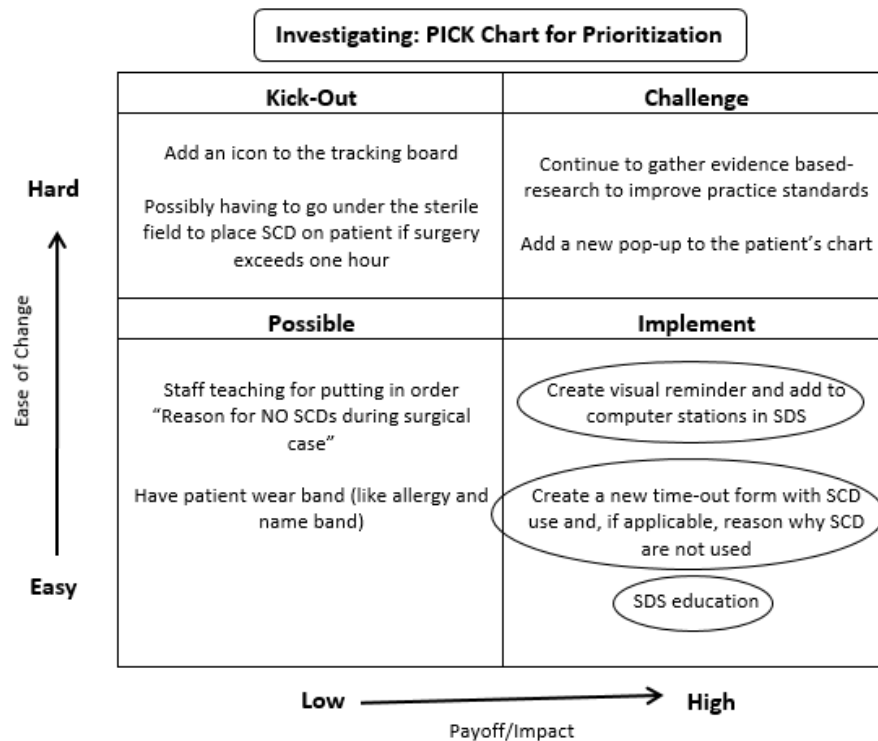 Investigating: PICK Chart for Prioritization
Kick-Out
Add an icon to the tracking board
Possibly having to go under the sterile
field to place SCD on patient if surgery
exceeds one hour
Challenge
Continue to gather evidence based-
research to improve practice standards
Add a new pop-up to the patient's chart
Hard
Ease of Change
Easy
Possible
Staff teaching for putting in order
“Reason for NO SCDs during surgical
case”
Have patient wear band (like allergy and
name band)
Implement
Create visual reminder and add to
computer stations in SDS
Create a new time-out form with SCD
use and, if applicable, reason why SCD
are not used
SDS education
Low
High
Payoff/Impact